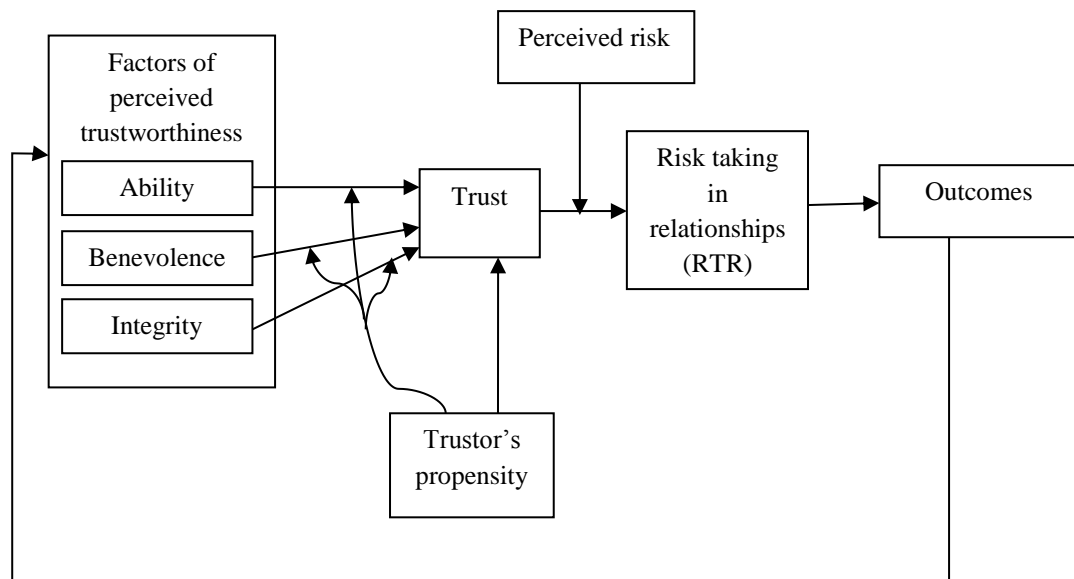 Perceived risk
Factors of
perceived
trustworthiness
Ability
Benevolence
Integrity
Trust
Risk taking
in
relationships
(RTR)
Outcomes
Trustor’s
propensity